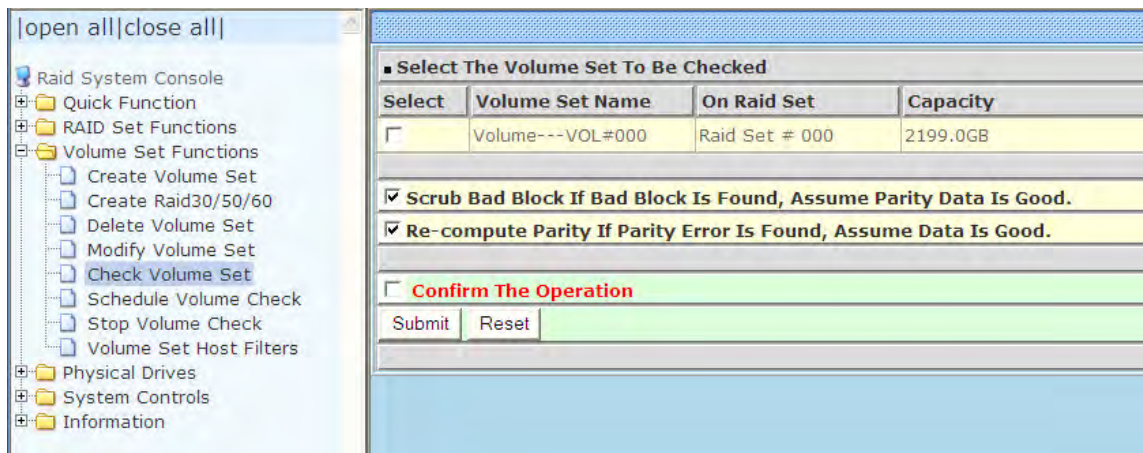 |open all|close all|
Raid System Console
Quick Function
RAID Set Functions
Volume Set Functions
Create Volume Set
Create Raid30/50/60
Delete Volume Set
Modify Volume Set
Check Volume Set
Schedule Volume Check
Stop Volume Check
Volume Set Host Filters
Physical Drives
System Controls
Information
Select The Volume Set To Be Checked
Select Volume Set Name On Raid Set Capacity
Volume---VOL#000 Raid Set # 000 2199.0GB
Scrub Bad Block If Bad Block Is Found, Assume Parity Data Is Good.
Re-compute Parity If Parity Error Is Found, Assume Data Is Good.
Confirm The Operation
Submit Reset